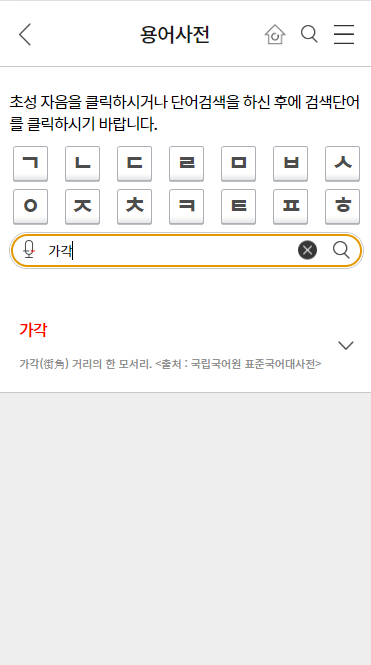 용어사전
초성 자음을 클릭하시거나 단어검색을 하신 후에 검색단어
를 클릭하시기 바랍니다.
ㄱ ㄴ ㄷ ㄹ ㅁ ㅂ ㅅ
ㅇ ㅈ ㅊ ㅋ ㅌ ㅍ ㅎ
가각
가각
가각(街角) 거리의 한 모서리. <출처 : 국립국어원 표준국어대사전>